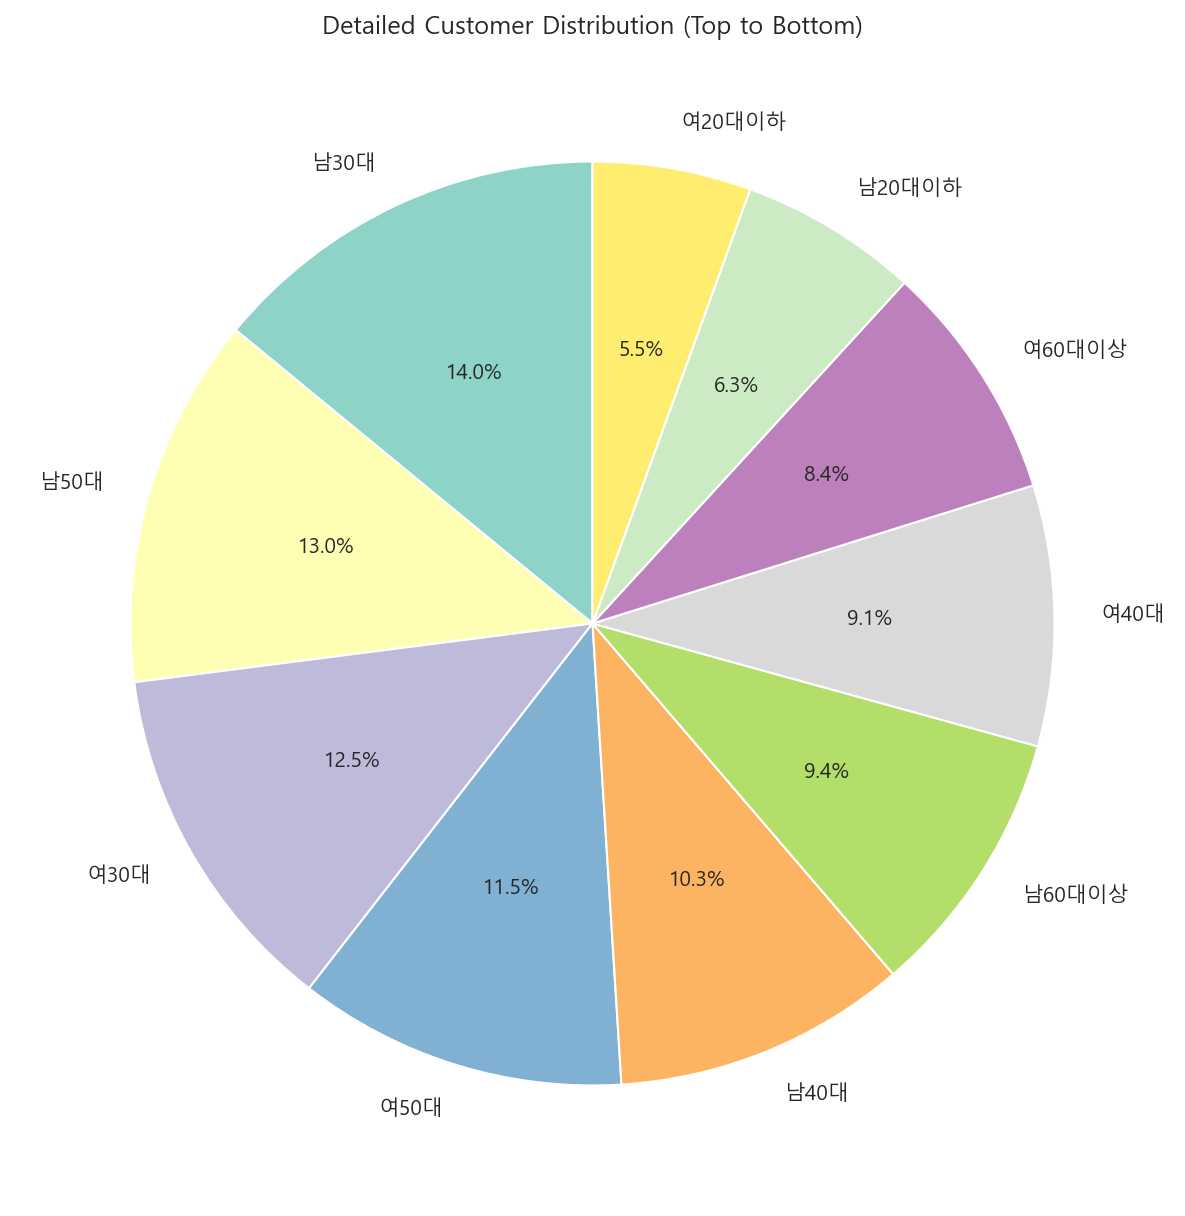 Detailed Customer Distribution (Top to Bottom)
여20대이하
남30대
남20대이하
여60대이상
5.5%
14.0%
6.3%
8.4%
남50대
13.0%
9.1%
여40대
12.5%
9.4%
여30대
11.5%
10.3%
남60대이상
남40대
여50대